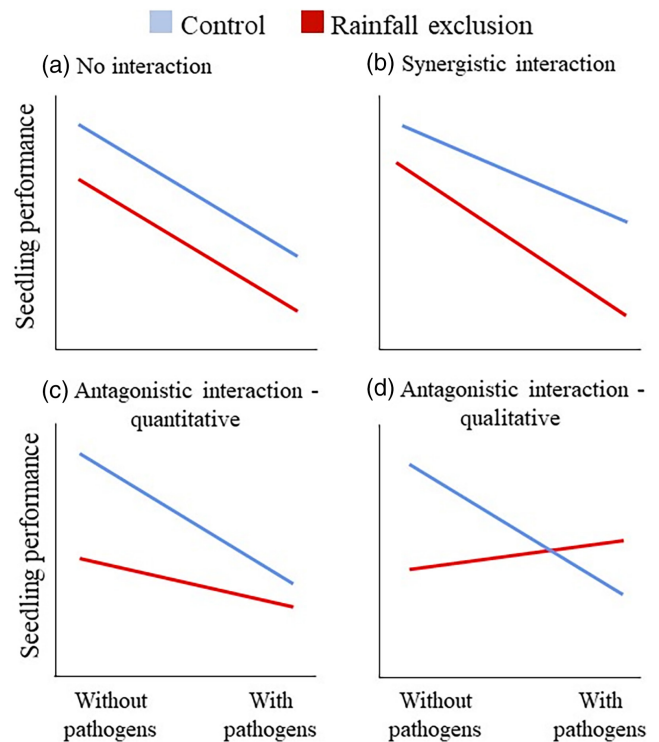 Control Rainfall exclusion
(a) No interaction
(b) Synergistic interaction
Seedling performance
(c) Antagonistic interaction -
quantitative
(d) Antagonistic interaction -
qualitative
Seedling performance
Without
pathogens
With
pathogens
Without
pathogens
With
pathogens